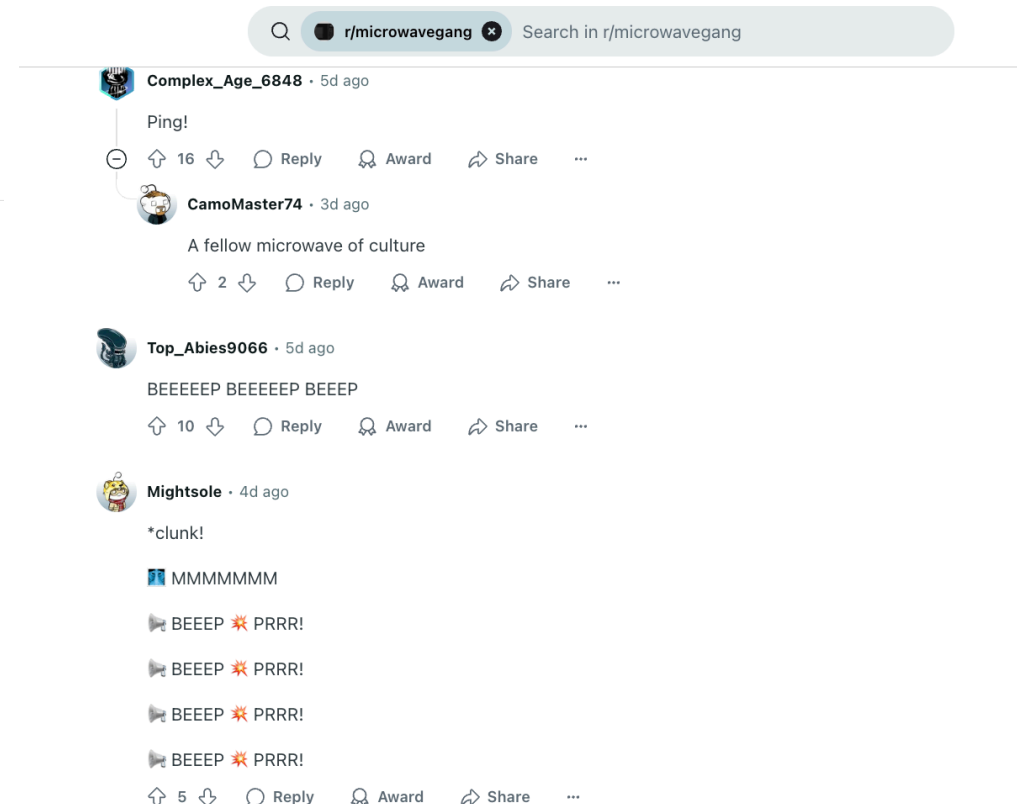 r/microwavegang Search in r/microwavegang
Complex_Age_6848 • 5d ago
Ping!
16 Reply Award Share ...
CamoMaster74 • 3d ago
A fellow microwave of culture
2 Reply Award Share ...
Top_Abies9066 • 5d ago
BEEEEEP BEEEEEP BEEEP
10 Reply Award Share ...
Mightsole • 4d ago
*clunk!
🩻 MMMMMMM
📢 BEEEP 💥 PRRR!
📢 BEEEP 💥 PRRR!
📢 BEEEP 💥 PRRR!
📢 BEEEP 💥 PRRR!
5 Reply Award Share ...